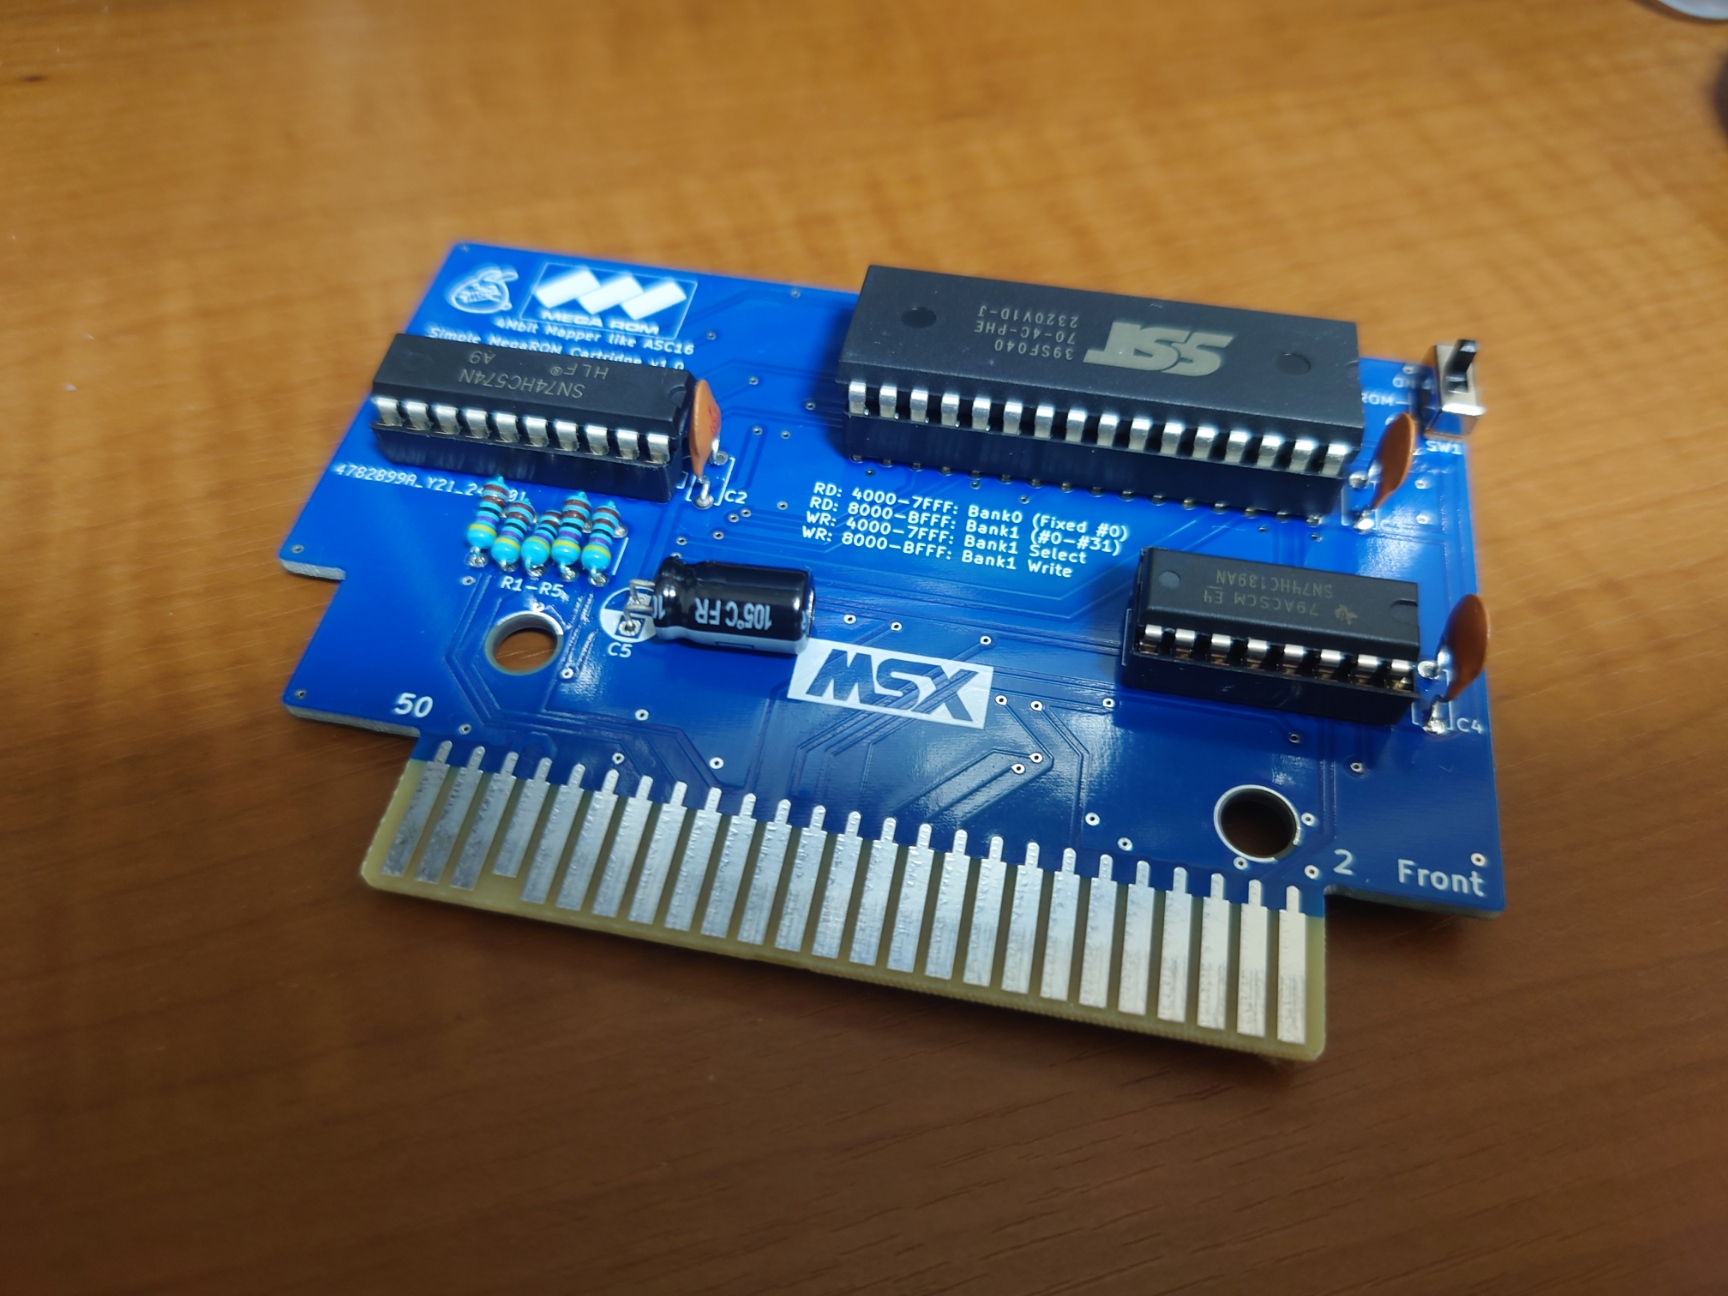 MEGA ROM
4Mbit Mapper like ASC16
Simple MegaROM Cartridge v1.0
SN74HC574N
HLF®
A9
SST
39SF040
70-4C-PHE
2320V1D-J
SW1
C2
RD: 4000-7FFF: Bank0 (Fixed #0)
RD: 8000-BFFF: Bank1 (#0-#31)
WR: 4000-7FFF: Bank1 Select
WR: 8000-BFFF: Bank1 Write
R1-R5
105°C FR
C5
79ACSCM E4
SN74HC139AN
MSX
C4
50
2
Front